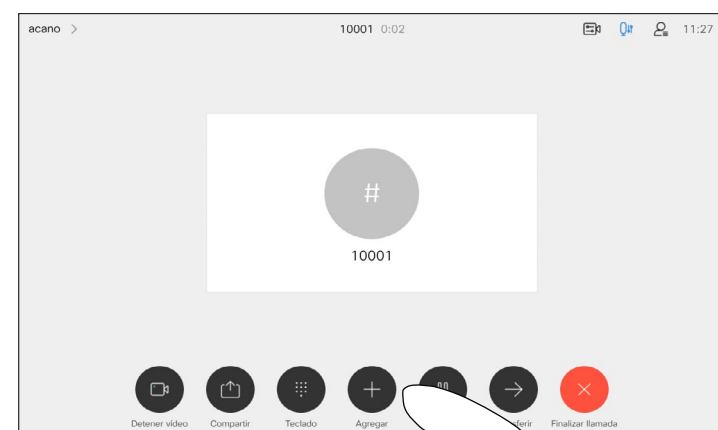 acano
10001 0:02
11:27
#
10001
Detener vídeo Compartir Teclado Agregar Finalizar llamada